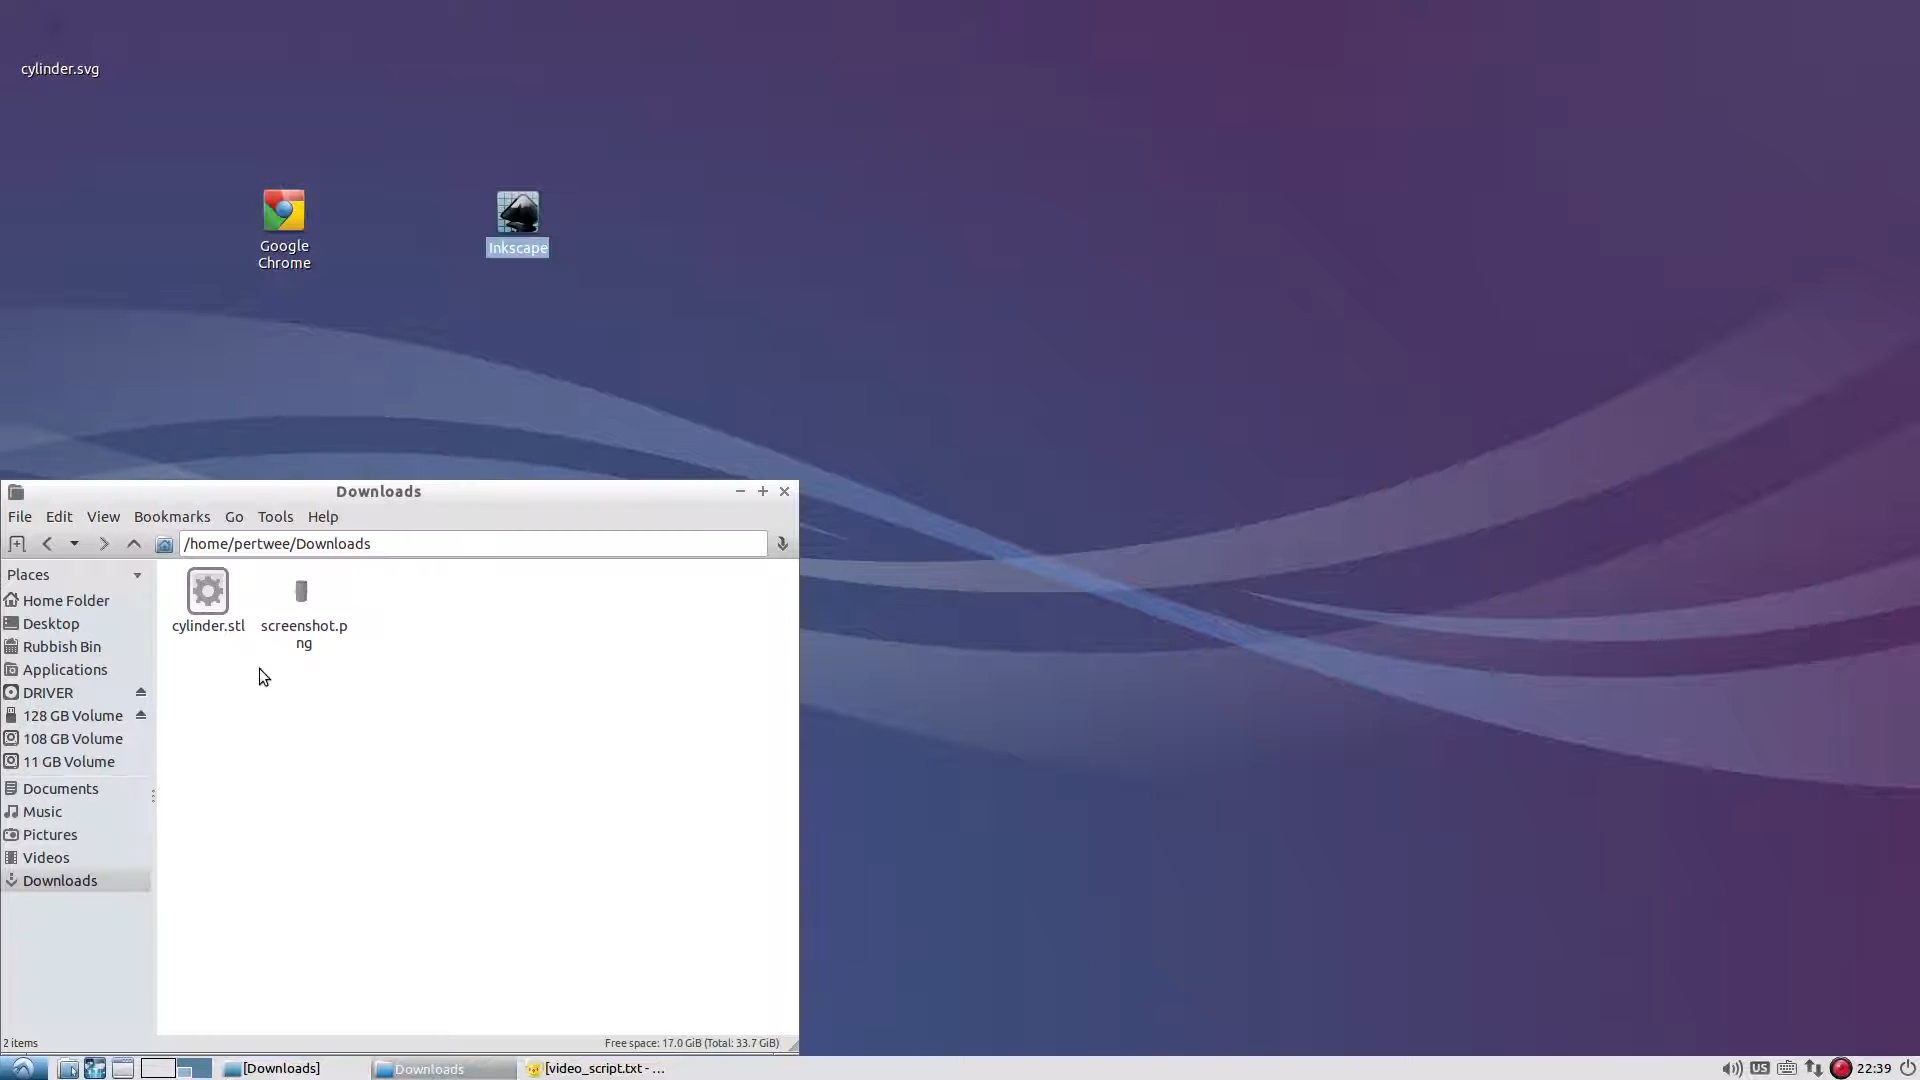 cylinder.svg
Google
Chrome
Inkscape
Downloads
File Edit View Bookmarks Go Tools Help
/home/pertwee/Downloads
Places
Home Folder
Desktop
Rubbish Bin
Applications
DRIVER
128 GB Volume
108 GB Volume
11 GB Volume
Documents
Music
Pictures
Videos
Downloads
cylinder.stl
screenshot.p
ng
2 items
Free space: 17.0 GiB (Total: 33.7 GiB)
[Downloads]
Downloads
[video_script.txt - ...
US
22:39